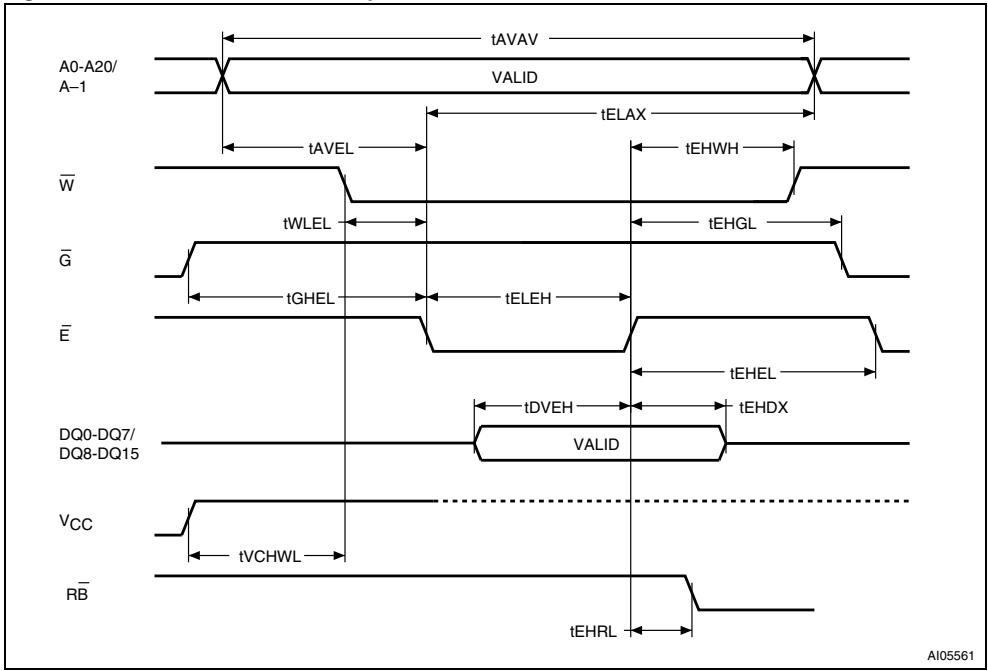 tAVAV
A0-A20/
A–1
VALID
tELAX
tAVEL
tEHWH
W̅
tWLEL
tEHGL
G̅
tGHEL
tELEH
E̅
tEHEL
tDVEH
tEHDX
DQ0-DQ7/
DQ8-DQ15
VALID
VCC
tVCHWL
RB̅
tEHRL
AI05561